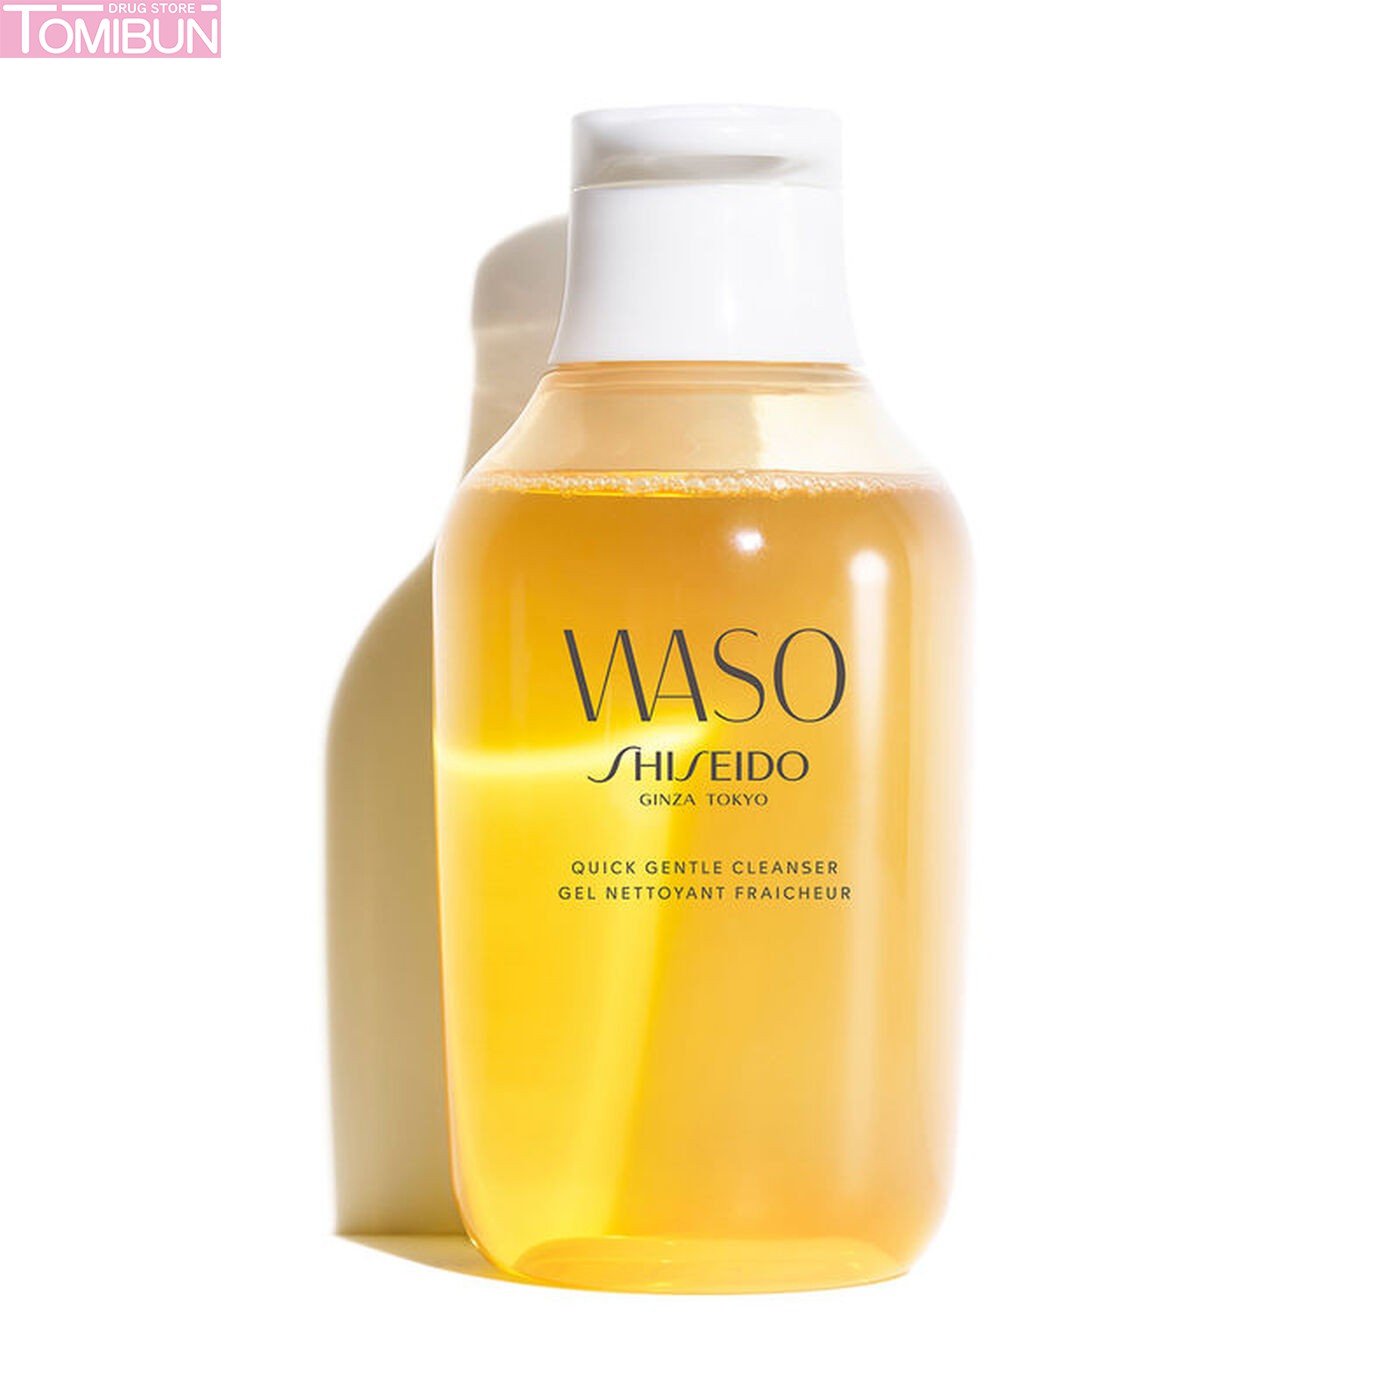 DRUG STORE
TOMIBUN
WASO
SHISEIDO
GINZA TOKYO
QUICK GENTLE CLEANSER
GEL NETTOYANT FRAICHEUR